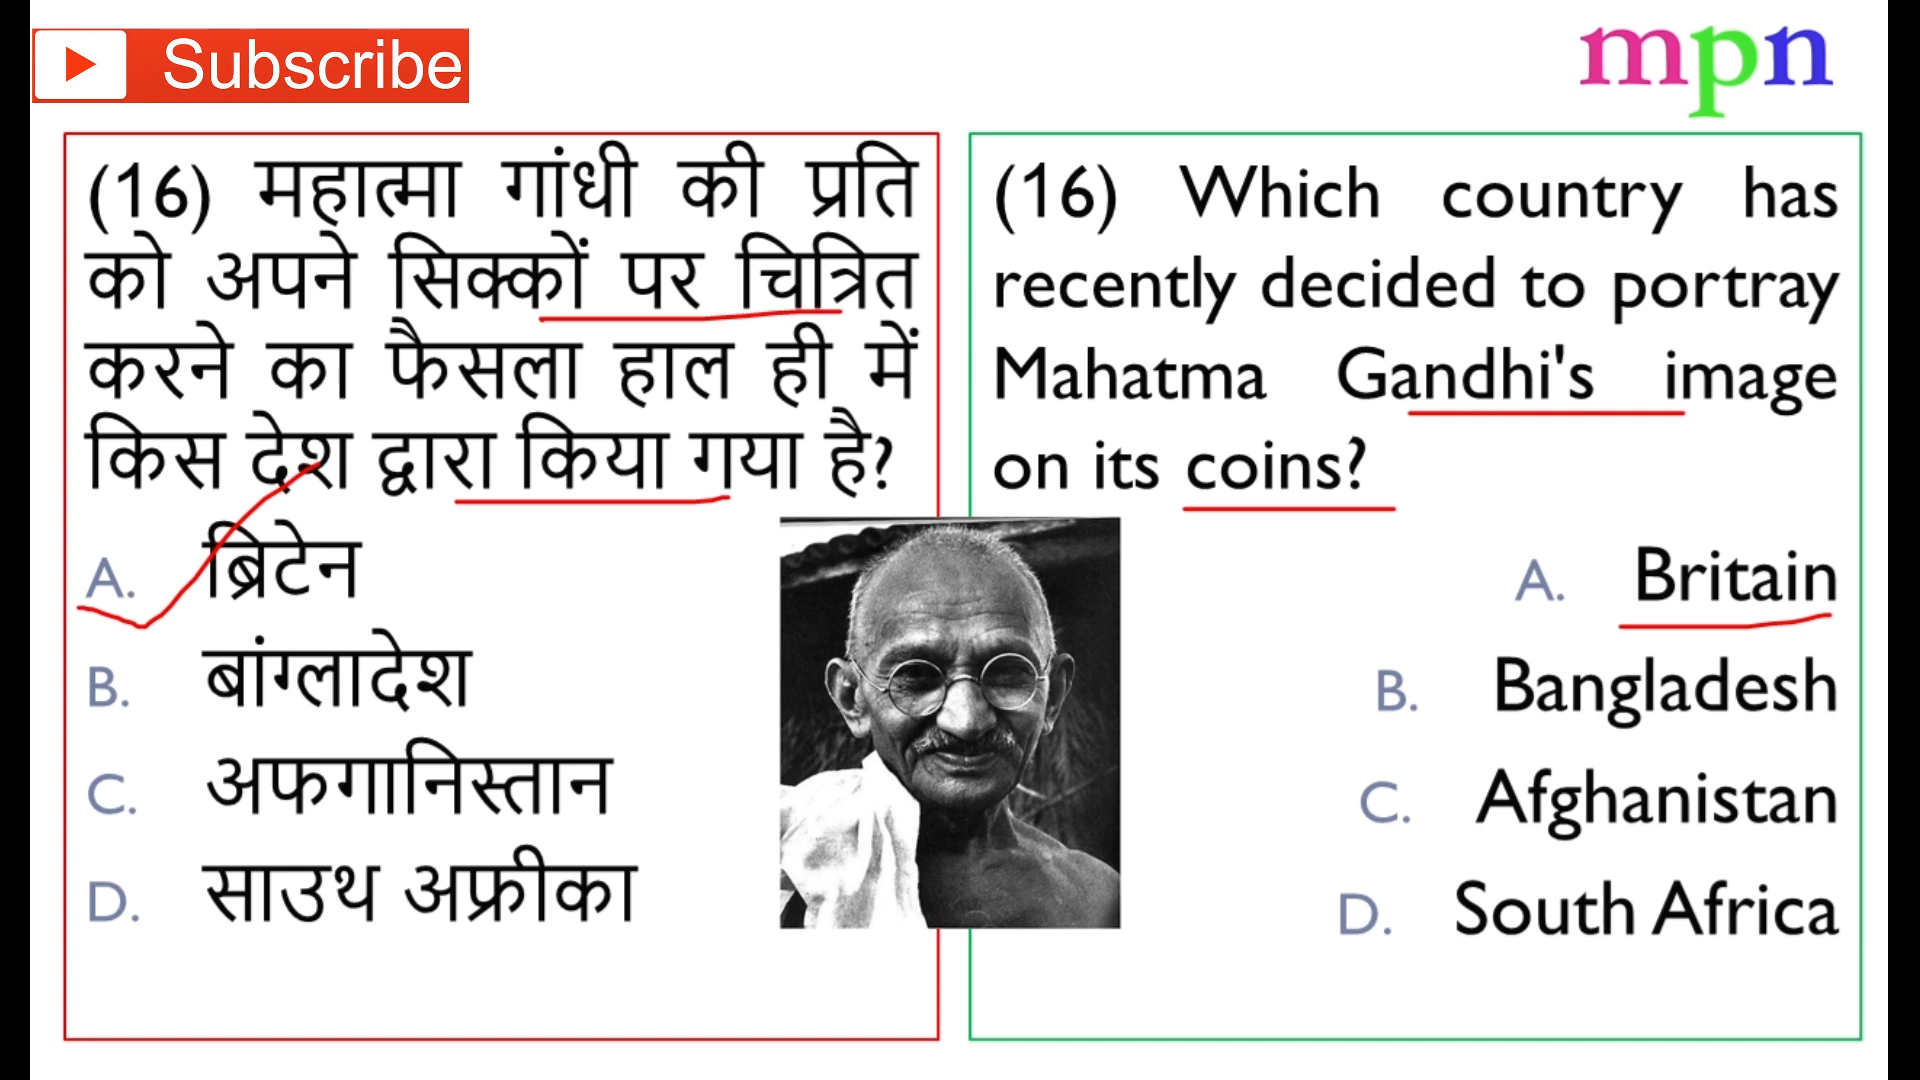 Subscribe
mpn
(16) महात्मा गांधी की प्रति
को अपने सिक्कों पर चित्रित
करने का फैसला हाल ही में
किस देश द्वारा किया गया है?
A. ब्रिटेन
B. बांग्लादेश
C. अफगानिस्तान
D. साउथ अफ्रीका
(16) Which country has
recently decided to portray
Mahatma Gandhi's image
on its coins?
A. Britain
B. Bangladesh
C. Afghanistan
D. South Africa